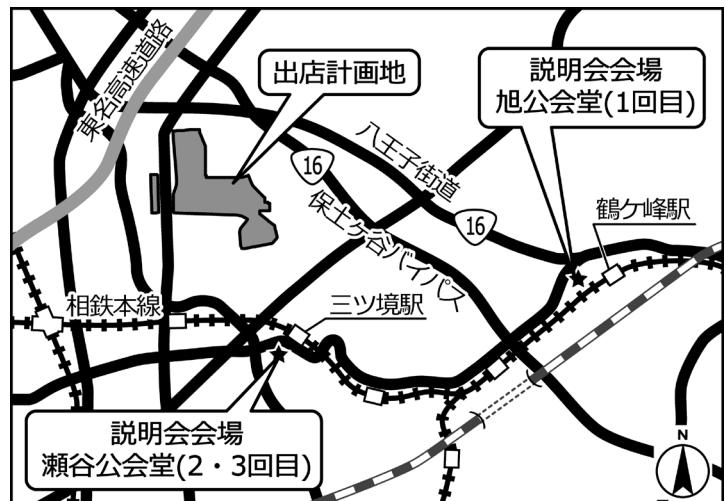 東名高速道路
出店計画地
説明会会場
旭公会堂(1回目)
16
八王子街道
保土ケ谷バイパス
16
鶴ケ峰駅
相鉄本線
三ツ境駅
説明会会場
瀬谷公会堂(2・3回目)
N